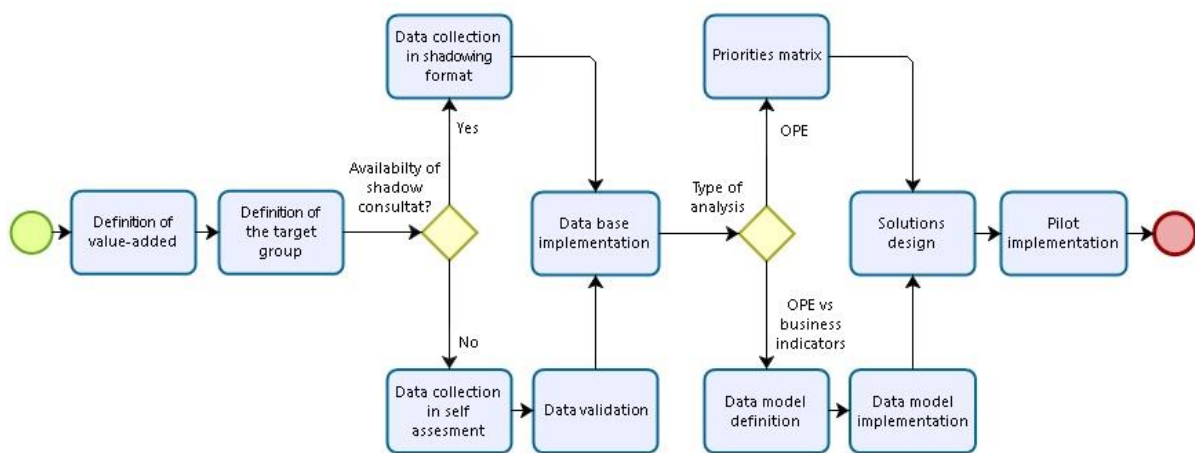 Data collection
in shadowing
format
Priorities matrix
Yes
OPE
Availabilty of
shadow
consultat?
Type of
analysis
Definition of
value-added
Definition of
the target
group
Data base
implementation
Solutions
design
Pilot
implementation
No
OPE vs
business
indicators
Data collection
in self
assesment
Data validation
Data model
definition
Data model
implementation